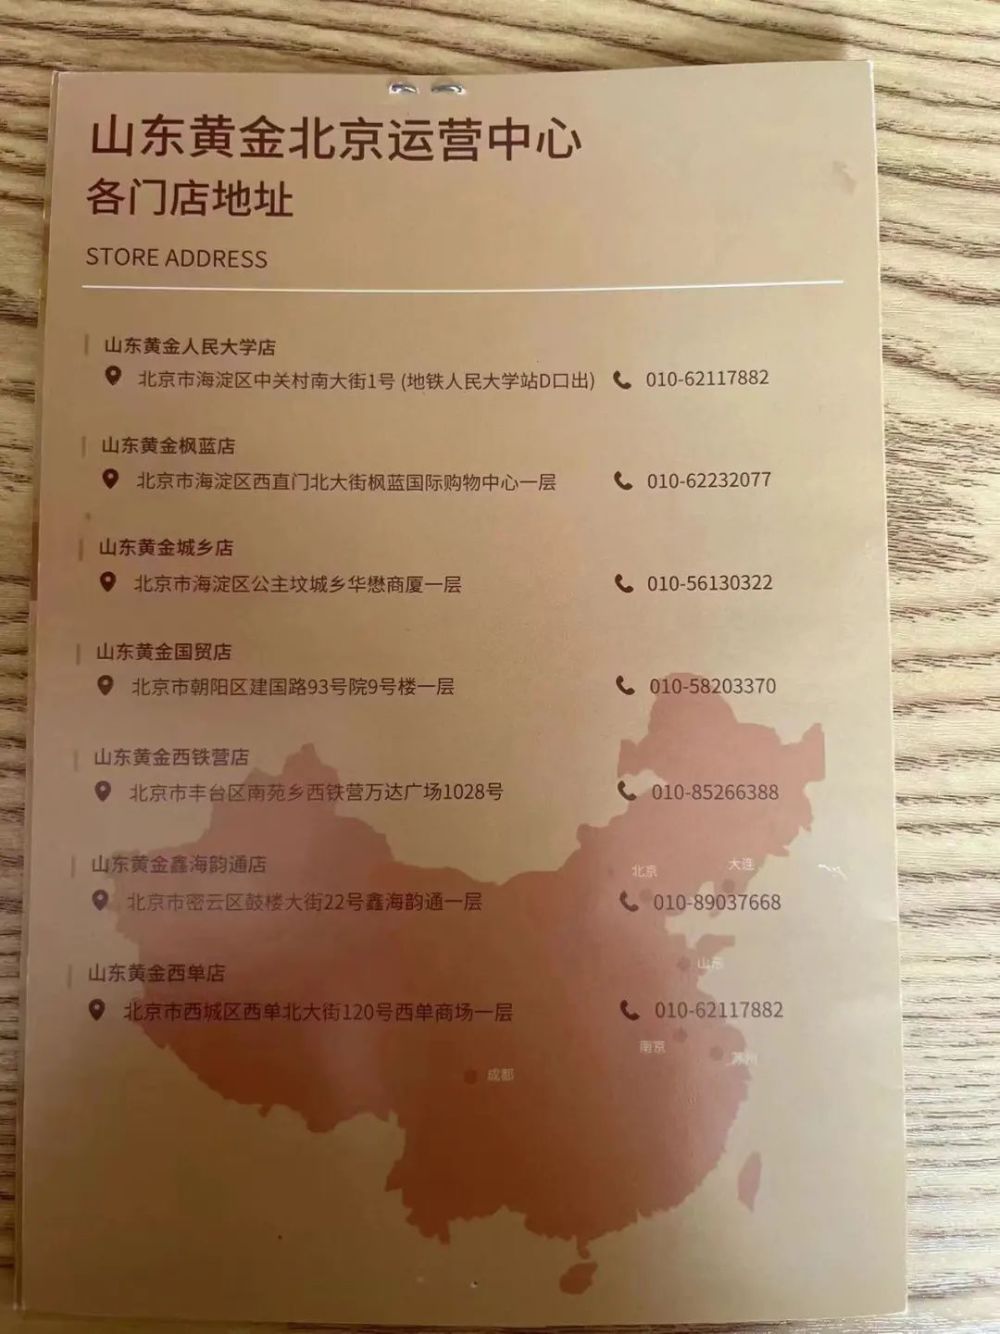 山东黄金北京运营中心
各门店地址
STORE ADDRESS
山东黄金人民大学店
北京市海淀区中关村南大街1号 (地铁人民大学站D口出) 010-62117882
山东黄金枫蓝店
北京市海淀区西直门北大街枫蓝国际购物中心一层 010-62232077
山东黄金城乡店
北京市海淀区公主坟城乡华懋商厦一层 010-56130322
山东黄金国贸店
北京市朝阳区建国路93号院9号楼一层 010-58203370
山东黄金西铁营店
北京市丰台区南苑乡西铁营万达广场1028号 010-85266388
山东黄金鑫海韵通店
北京 大连
北京市密云区鼓楼大街22号鑫海韵通一层 010-89037668
山东
山东黄金西单店
北京市西城区西单北大街120号西单商场一层 010-62117882
南京 苏州
成都